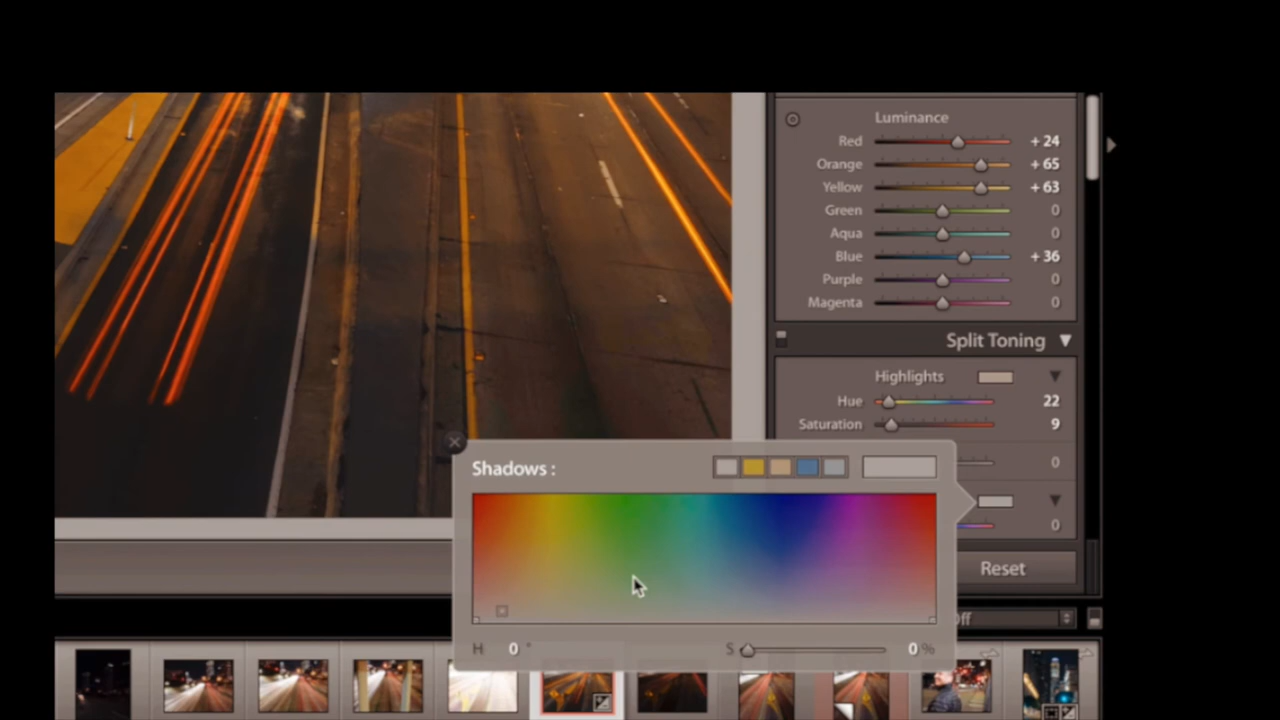 Luminance
Red +24
Orange +65
Yellow +63
Green 0
Aqua 0
Blue +36
Purple 0
Magenta 0
Split Toning
Highlights
Hue 22
Saturation 9
0
Shadows :
0
Reset
H 0 °
S 0 %